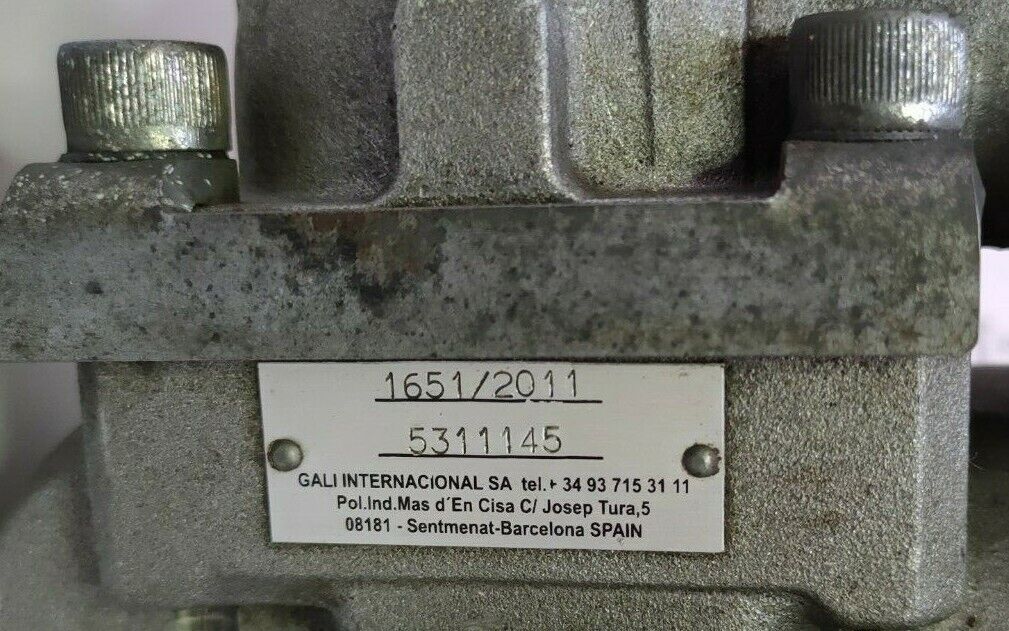 1651/2011
5311145
GALI INTERNACIONAL SA tel.+ 34 93 715 31 11
Pol.Ind.Mas d´En Cisa C/ Josep Tura,5
08181 - Sentmenat-Barcelona SPAIN